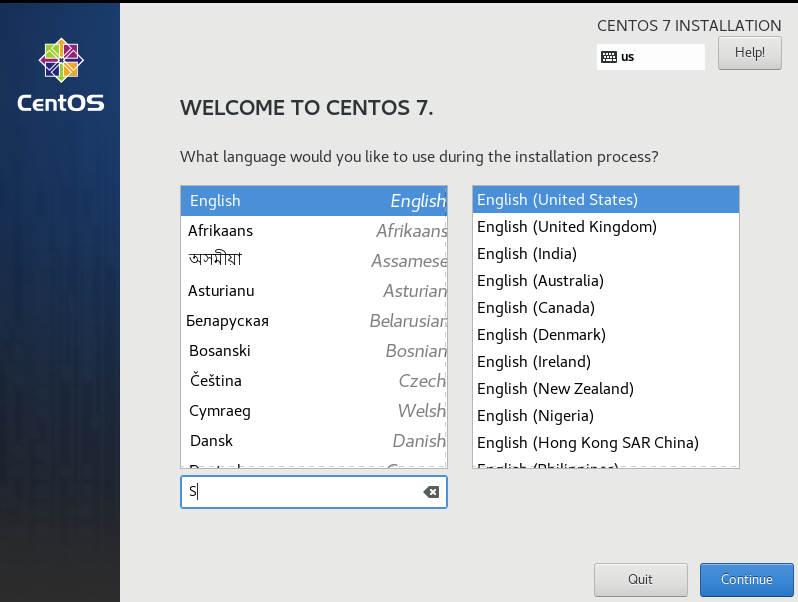 CENTOS 7 INSTALLATION
us
Help!
CentOS
WELCOME TO CENTOS 7.
What language would you like to use during the installation process?
English English
Afrikaans Afrikaans
অসমীয়া Assamese
Asturianu Asturian
Беларуская Belarusian
Bosanski Bosnian
Čeština Czech
Cymraeg Welsh
Dansk Danish
English (United States)
English (United Kingdom)
English (India)
English (Australia)
English (Canada)
English (Denmark)
English (Ireland)
English (New Zealand)
English (Nigeria)
English (Hong Kong SAR China)
English (Philippines)
S
Quit
Continue